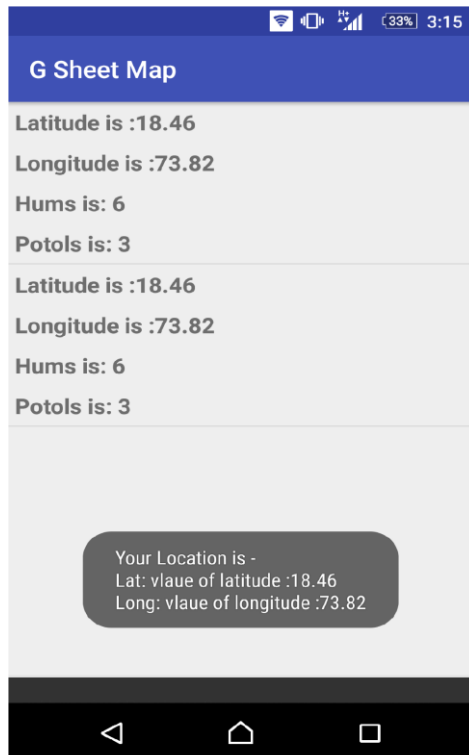 H+
33% 3:15
G Sheet Map
Latitude is :18.46
Longitude is :73.82
Hums is: 6
Potols is: 3
Latitude is :18.46
Longitude is :73.82
Hums is: 6
Potols is: 3
Your Location is -
Lat: vlaue of latitude :18.46
Long: vlaue of longitude :73.82